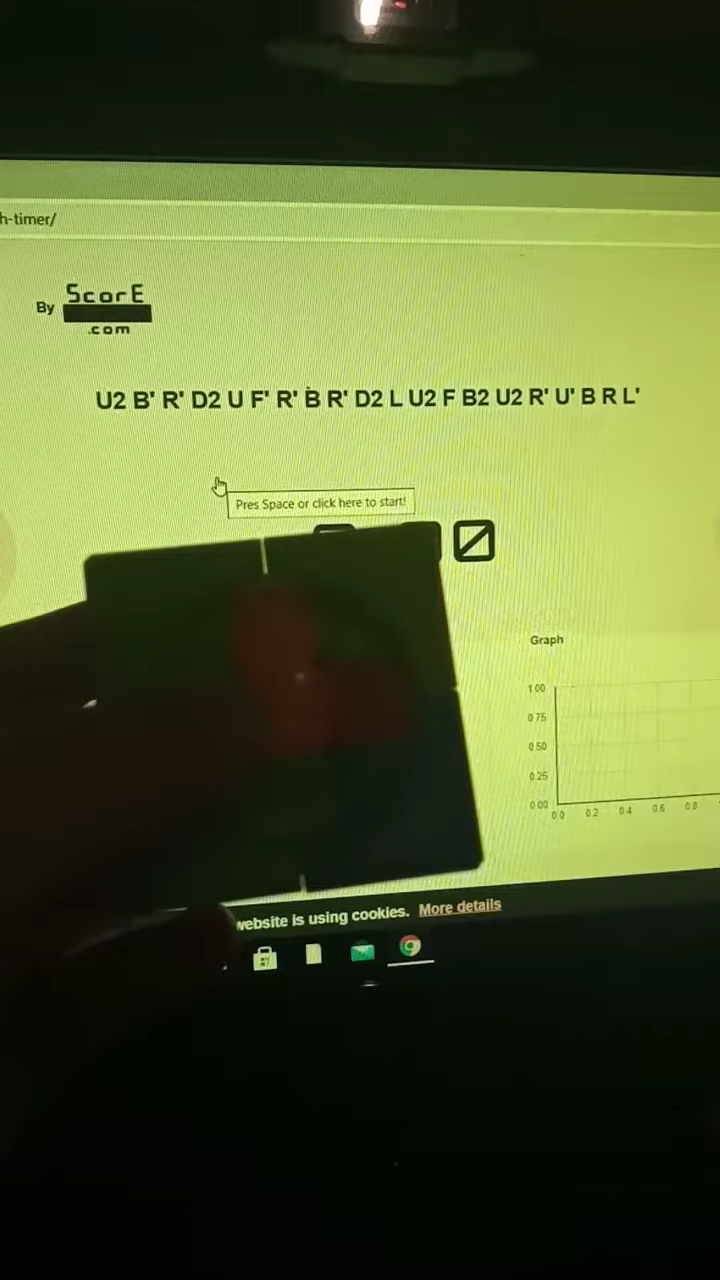 h-timer/
By
ScorE
.com
U2 B' R' D2 U F' R' B R' D2 L U2 F B2 U2 R' U' B R L'
Pres Space or click here to start!
Graph
1 00
0 75
0 50
0 25
0 00
0 0 0 2 0 4 0 6 0 8
website is using cookies. More details